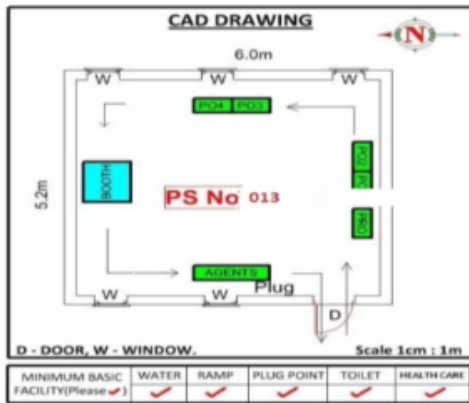 CAD DRAWING
N
6.0m
W W W
PO4 PO3
5.2m
BOOTH
PO2
PRO
PS No 013
AGENTS
Plug
W W
D
D - DOOR, W - WINDOW.
Scale 1cm : 1m
MINIMUM BASIC FACILITY(Please ✓) WATER RAMP PLUG POINT TOILET HEALTH CARE
✓ ✓ ✓ ✓ ✓